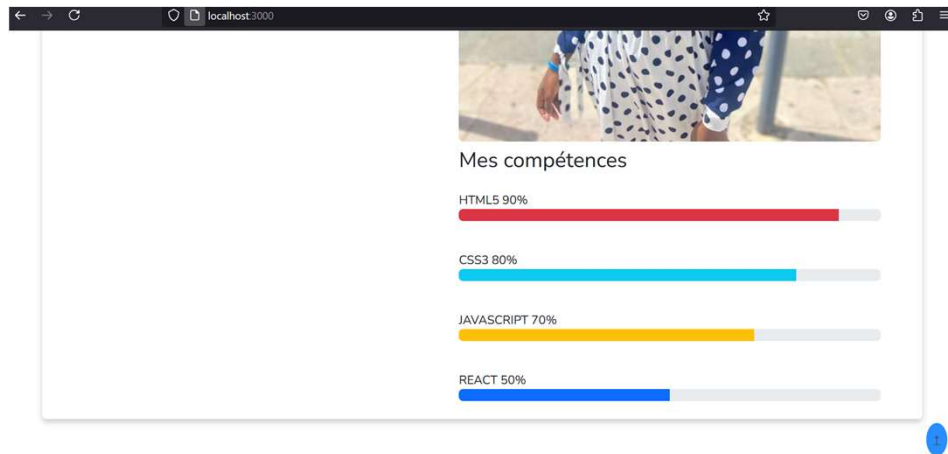 localhost:3000
Mes compétences
HTML5 90%
CSS3 80%
JAVASCRIPT 70%
REACT 50%